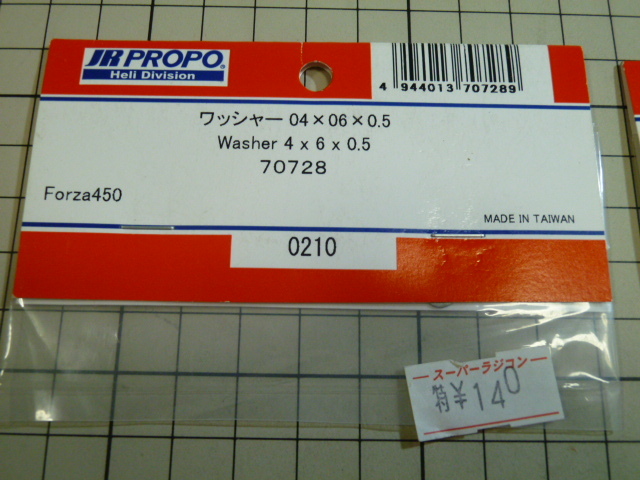 JR PROPO®
Heli Division
4 944013 707289
ワッシャー 04×06×0.5
Washer 4 x 6 x 0.5
70728
Forza450
MADE IN TAIWAN
0210
スーパーラジコン
特¥140